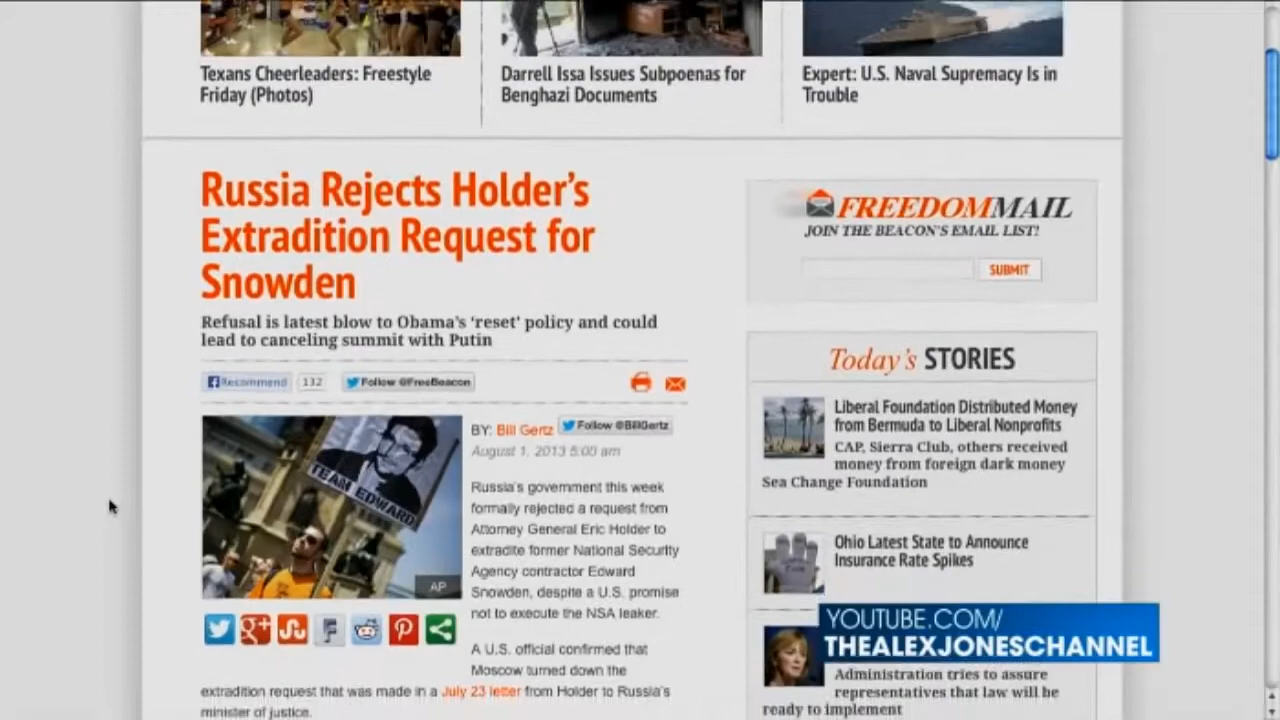 Texans Cheerleaders: Freestyle
Friday (Photos)
Darrell Issa Issues Subpoenas for
Benghazi Documents
Expert: U.S. Naval Supremacy Is in
Trouble
Russia Rejects Holder's
Extradition Request for
Snowden
Refusal is latest blow to Obama's 'reset' policy and could
lead to canceling summit with Putin
Recommend 132 Follow @FreeBeacon
TEAM EDWARD
AP
BY: Bill Gertz Follow @BillGertz
August 1, 2013 5:00 am
Russia's government this week
formally rejected a request from
Attorney General Eric Holder to
extradite former National Security
Agency contractor Edward
Snowden, despite a U.S. promise
not to execute the NSA leaker.
A U.S. official confirmed that
Moscow turned down the
extradition request that was made in a July 23 letter from Holder to Russia's
minister of justice.
FREEDOMMAIL
JOIN THE BEACON'S EMAIL LIST!
SUBMIT
Today's STORIES
Liberal Foundation Distributed Money
from Bermuda to Liberal Nonprofits
CAP, Sierra Club, others received
money from foreign dark money
Sea Change Foundation
Ohio Latest State to Announce
Insurance Rate Spikes
YOUTUBE.COM/
THEALEXJONESCHANNEL
Administration tries to assure
representatives that law will be
ready to implement